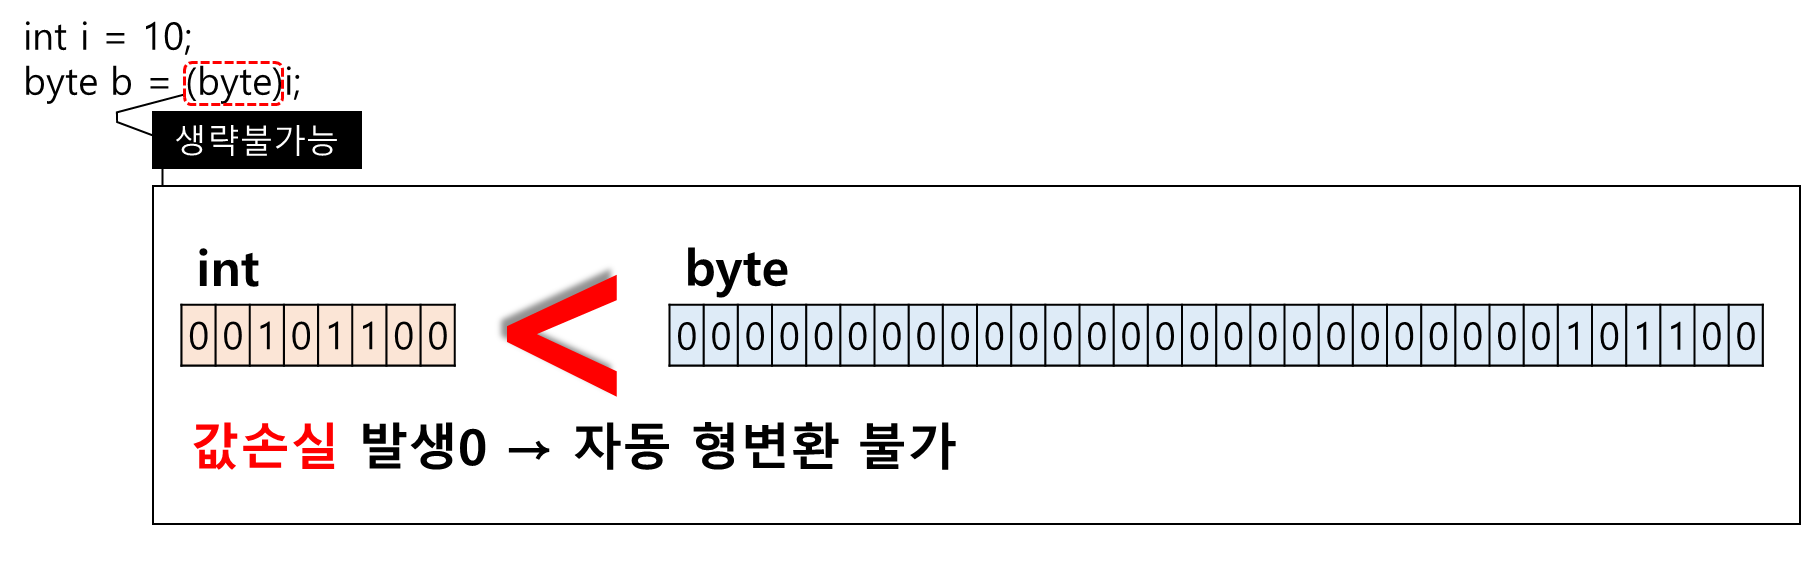 int i = 10;
byte b = (byte)i;
생략불가능
int
byte
0 0 1 0 1 1 0 0 < 0 0 0 0 0 0 0 0 0 0 0 0 0 0 0 0 0 0 0 0 0 0 0 0 0 0 1 0 1 1 0 0
값손실 발생0 → 자동 형변환 불가